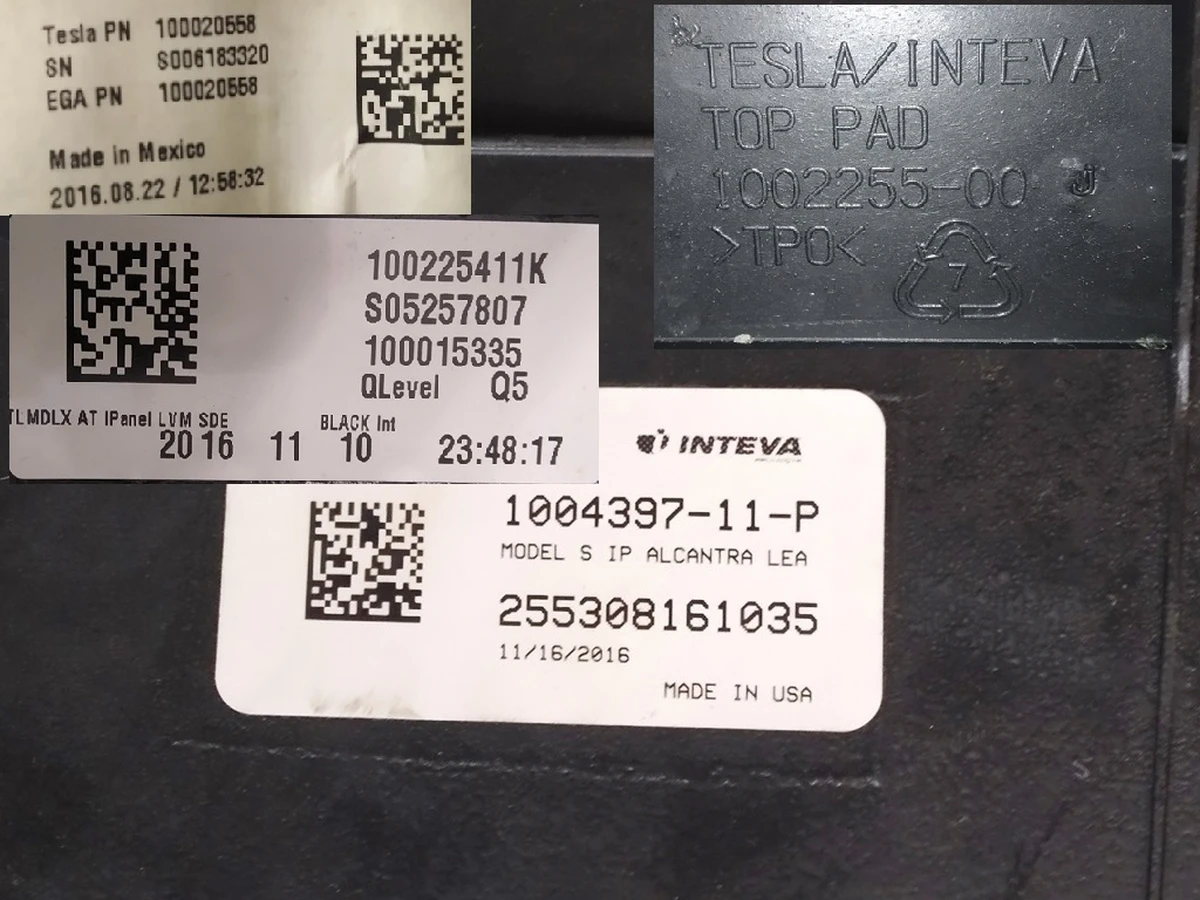 Tesla PN 100020558
SN S006183320
EGA PN 100020558
Made in Mexico
2016.08.22 / 12:58:32
TESLA/INTEVA
TOP PAD
1002255-00 J
>TPO<
7
100225411K
S05257807
100015335
QLevel Q5
TLMDLX AT IPanel LVM SDE BLACK Int
2016 11 10 23:48:17
INTEVA
1004397-11-P
MODEL S IP ALCANTRA LEA
255308161035
11/16/2016
MADE IN USA